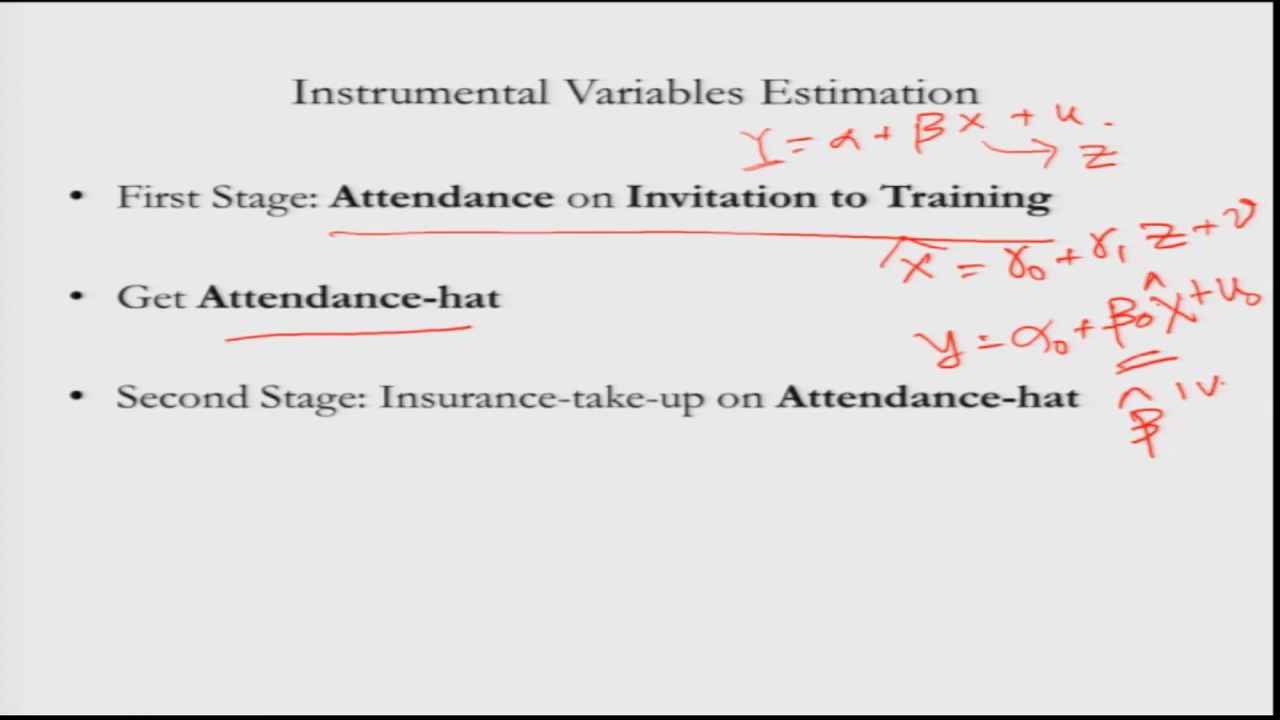 Instrumental Variables Estimation
Y = α + β X + u .
→ Z
• First Stage: Attendance on Invitation to Training
X̂ = γ₀ + γ₁ Z + v
• Get Attendance-hat
y = α₀ + β₀ X̂ + u₀
• Second Stage: Insurance-take-up on Attendance-hat
β̂ IV